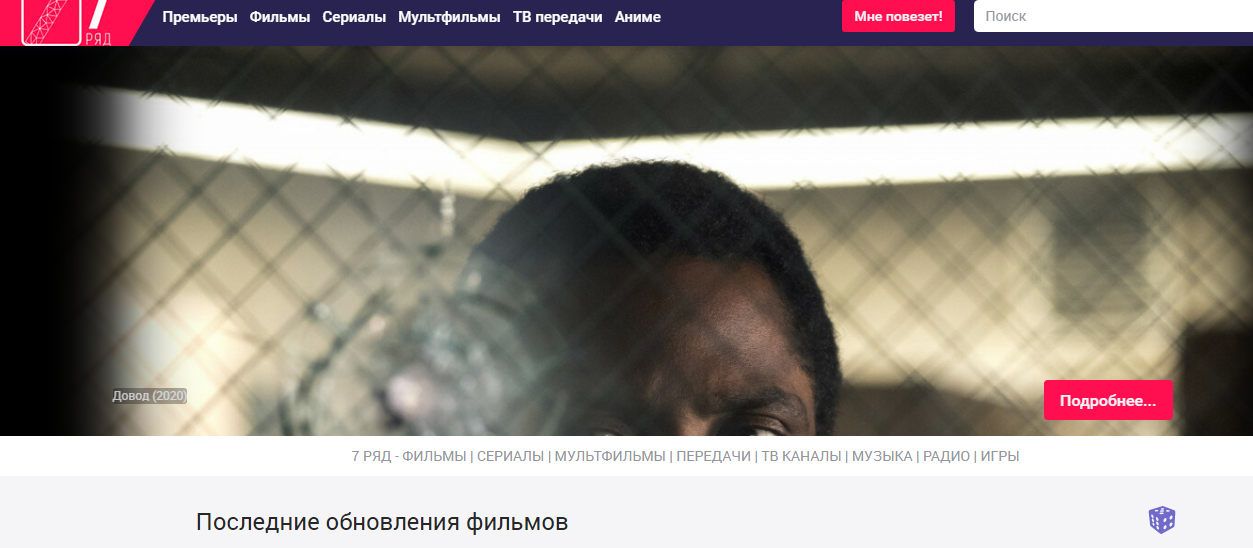 7
РЯД
Премьеры Фильмы Сериалы Мультфильмы ТВ передачи Аниме
Мне повезет!
Поиск
Довод (2020)
Подробнее...
7 РЯД - ФИЛЬМЫ | СЕРИАЛЫ | МУЛЬТФИЛЬМЫ | ПЕРЕДАЧИ | ТВ КАНАЛЫ | МУЗЫКА | РАДИО | ИГРЫ
Последние обновления фильмов